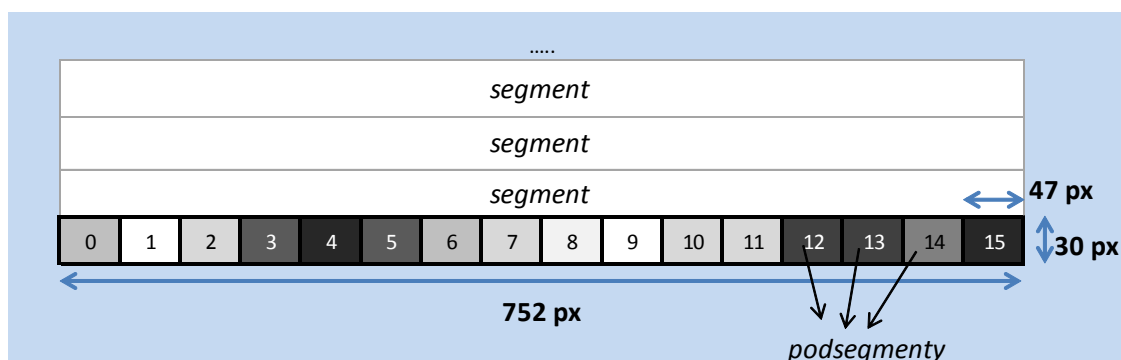 .....
segment
segment
segment
47 px
0 1 2 3 4 5 6 7 8 9 10 11 12 13 14 15
30 px
752 px
podsegmenty